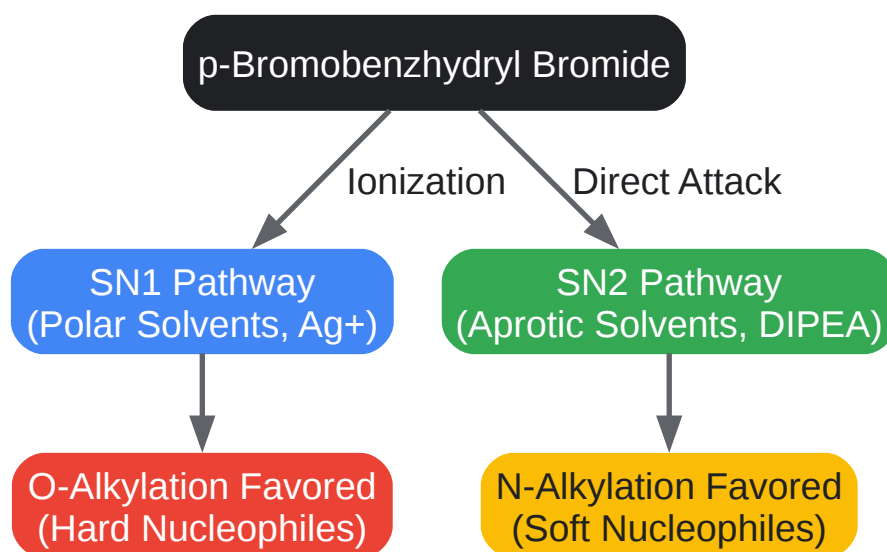 p-Bromobenzhydryl Bromide
Ionization
Direct Attack
SN1 Pathway
(Polar Solvents, Ag+)
SN2 Pathway
(Aprotic Solvents, DIPEA)
O-Alkylation Favored
(Hard Nucleophiles)
N-Alkylation Favored
(Soft Nucleophiles)